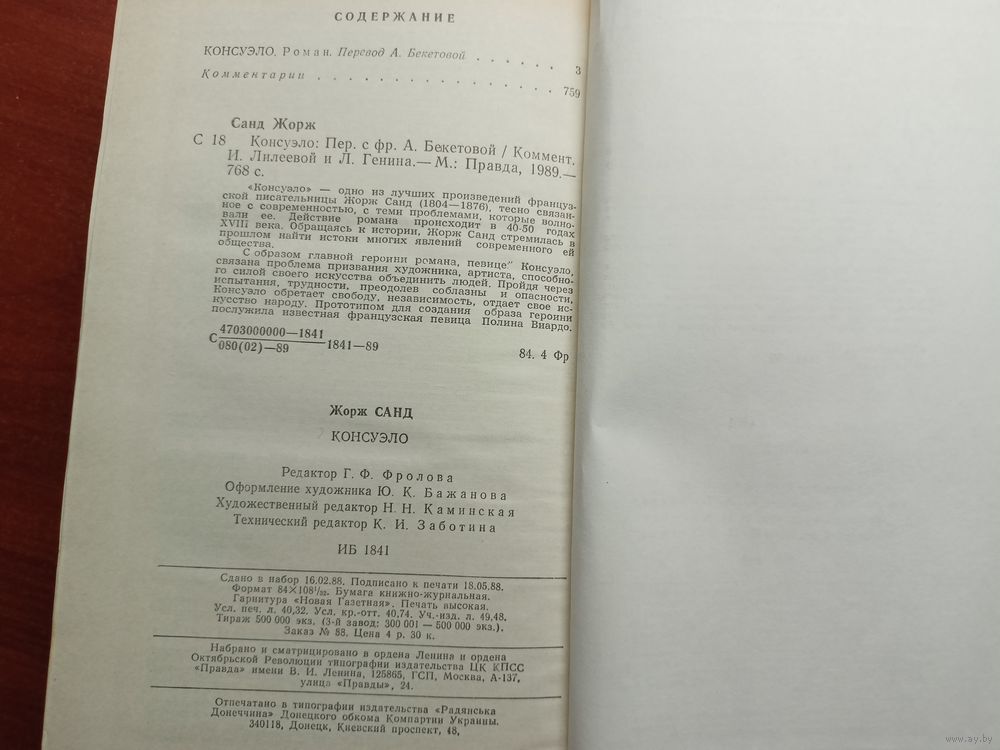 СОДЕРЖАНИЕ
КОНСУЭЛО. Роман. Перевод А. Бекетовой . . . . . . 3
Комментарии . . . . . . . . . . . . . . . 759
Санд Жорж
С 18 Консуэло: Пер. с фр. А. Бекетовой / Коммент.
И. Лилеевой и Л. Генина.— М.: Правда, 1989.—
768 с.
«Консуэло» — одно из лучших произведений француз-
ской писательницы Жорж Санд (1804—1876), тесно связан-
ное с современностью, с теми проблемами, которые волно-
вали ее. Действие романа происходит в 40-50 годах
XVIII века. Обращаясь к истории, Жорж Санд стремилась в
прошлом найти истоки многих явлений современного ей
общества.
С образом главной героини романа, певице" Консуэло,
связана проблема призвания художника, артиста, способно-
го силой своего искусства объединить людей. Пройдя через
испытания, трудности, преодолев соблазны и опасности,
Консуэло обретает свободу, независимость, отдает свое ис-
кусство народу. Прототипом для создания образа героини
послужила известная французская певица Полина Виардо.
С 4703000000—1841
080(02)—89 1841—89 84. 4 Фр
Жорж САНД
КОНСУЭЛО
Редактор Г. Ф. Фролова
Оформление художника Ю. К. Бажанова
Художественный редактор Н. Н. Каминская
Технический редактор К. И. Заботина
ИБ 1841
Сдано в набор 16.02.88. Подписано к печати 18.05.88.
Формат 84×108¹/₃₂. Бумага книжно-журнальная.
Гарнитура «Новая Газетная». Печать высокая.
Усл. печ. л. 40,32. Усл. кр.-отт. 40,74. Уч.-изд. л. 49,48.
Тираж 500 000 экз. (3-й завод: 300 001 — 500 000 экз.).
Заказ № 88. Цена 4 р. 30 к.
Набрано и сматрицировано в ордена Ленина и ордена
Октябрьской Революции типографии издательства ЦК КПСС
«Правда» имени В. И. Ленина, 125865, ГСП, Москва, А-137,
улица «Правды», 24.
Отпечатано в типографии издательства «Радянська
Донеччина» Донецкого обкома Компартии Украины.
340118, Донецк, Киевский проспект, 48.
www.ay.by